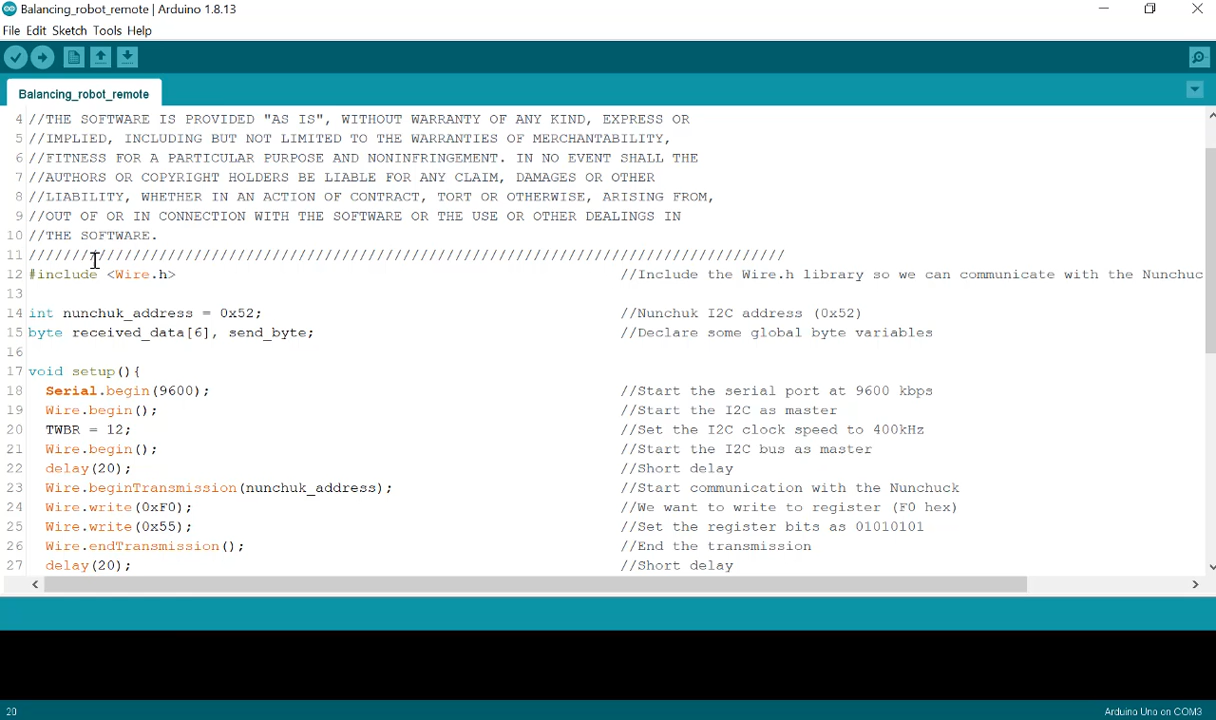 Balancing_robot_remote | Arduino 1.8.13
File Edit Sketch Tools Help
Balancing_robot_remote
4 //THE SOFTWARE IS PROVIDED "AS IS", WITHOUT WARRANTY OF ANY KIND, EXPRESS OR
5 //IMPLIED, INCLUDING BUT NOT LIMITED TO THE WARRANTIES OF MERCHANTABILITY,
6 //FITNESS FOR A PARTICULAR PURPOSE AND NONINFRINGEMENT. IN NO EVENT SHALL THE
7 //AUTHORS OR COPYRIGHT HOLDERS BE LIABLE FOR ANY CLAIM, DAMAGES OR OTHER
8 //LIABILITY, WHETHER IN AN ACTION OF CONTRACT, TORT OR OTHERWISE, ARISING FROM,
9 //OUT OF OR IN CONNECTION WITH THE SOFTWARE OR THE USE OR OTHER DEALINGS IN
10 //THE SOFTWARE.
11 ///////////////////////////////////////////////////////////////////////////////////////
12 #include <Wire.h> //Include the Wire.h library so we can communicate with the Nunchuc
13
14 int nunchuk_address = 0x52; //Nunchuk I2C address (0x52)
15 byte received_data[6], send_byte; //Declare some global byte variables
16
17 void setup(){
18 Serial.begin(9600); //Start the serial port at 9600 kbps
19 Wire.begin(); //Start the I2C as master
20 TWBR = 12; //Set the I2C clock speed to 400kHz
21 Wire.begin(); //Start the I2C bus as master
22 delay(20); //Short delay
23 Wire.beginTransmission(nunchuk_address); //Start communication with the Nunchuck
24 Wire.write(0xF0); //We want to write to register (F0 hex)
25 Wire.write(0x55); //Set the register bits as 01010101
26 Wire.endTransmission(); //End the transmission
27 delay(20); //Short delay
20 Arduino Uno on COM3